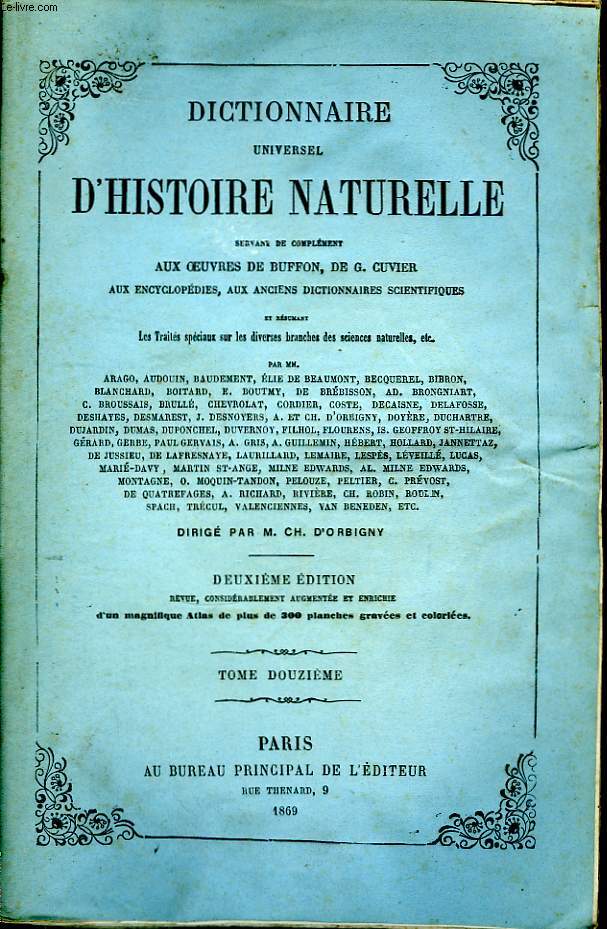 Le-livre.com
DICTIONNAIRE
UNIVERSEL
D'HISTOIRE NATURELLE
SERVANT DE COMPLÉMENT
AUX ŒUVRES DE BUFFON, DE G. CUVIER
AUX ENCYCLOPÉDIES, AUX ANCIENS DICTIONNAIRES SCIENTIFIQUES
ET RÉSUMANT
Les Traités spéciaux sur les diverses branches des sciences naturelles, etc.
PAR MM.
ARAGO, AUDOUIN, BAUDEMENT, ÉLIE DE BEAUMONT, BECQUEREL, BIBRON,
BLANCHARD, BOITARD, E. BOUTMY, DE BRÉBISSON, AD. BRONGNIART,
C. BROUSSAIS, BRULLÉ, CHEVROLAT, CORDIER, COSTE, DECAISNE, DELAFOSSE,
DESHAYES, DESMAREST, J. DESNOYERS, A. ET CH. D'ORBIGNY, DOYÈRE, DUCHARTRE,
DUJARDIN, DUMAS, DUPONCHEL, DUVERNOY, FILHOL, FLOURENS, IS. GEOFFROY ST-HILAIRE,
GÉRARD, GERBE, PAUL GERVAIS, A. GRIS, A. GUILLEMIN, HÉBERT, HOLLARD, JANNETTAZ,
DE JUSSIEU, DE LAFRESNAYE, LAURILLARD, LEMAIRE, LESPÈS, LÉVEILLÉ, LUCAS,
MARIÉ-DAVY, MARTIN ST-ANGE, MILNE EDWARDS, AL. MILNE EDWARDS,
MONTAGNE, O. MOQUIN-TANDON, PELOUZE, PELTIER, C. PRÉVOST,
DE QUATREFAGES, A. RICHARD, RIVIÈRE, CH. ROBIN, ROULIN,
SPACH, TRÉCUL, VALENCIENNES, VAN BENEDEN, ETC.
DIRIGÉ PAR M. CH. D'ORBIGNY
DEUXIÈME ÉDITION
REVUE, CONSIDÉRABLEMENT AUGMENTÉE ET ENRICHIE
d'un magnifique Atlas de plus de 300 planches gravées et coloriées.
TOME DOUZIÈME
PARIS
AU BUREAU PRINCIPAL DE L'ÉDITEUR
RUE THENARD, 9
1869